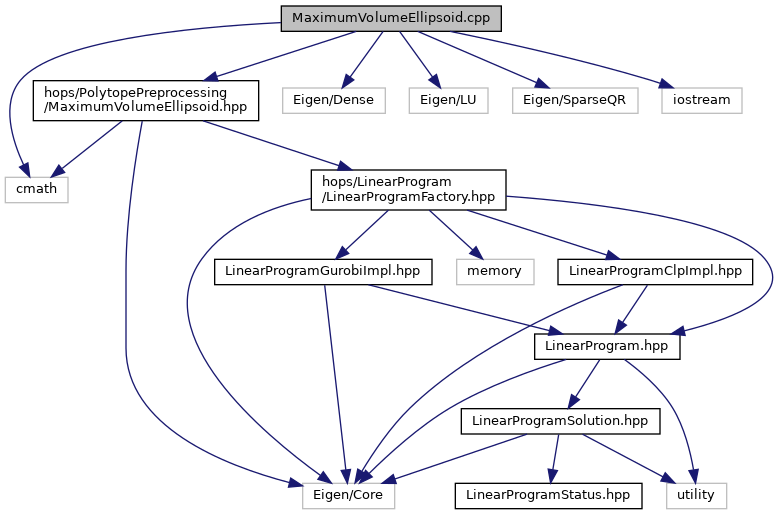 MaximumVolumeEllipsoid.cpp
hops/PolytopePreprocessing
/MaximumVolumeEllipsoid.hpp
Eigen/Dense
Eigen/LU
Eigen/SparseQR
iostream
cmath
hops/LinearProgram
/LinearProgramFactory.hpp
LinearProgramGurobiImpl.hpp
memory
LinearProgramClpImpl.hpp
LinearProgram.hpp
LinearProgramSolution.hpp
Eigen/Core
LinearProgramStatus.hpp
utility